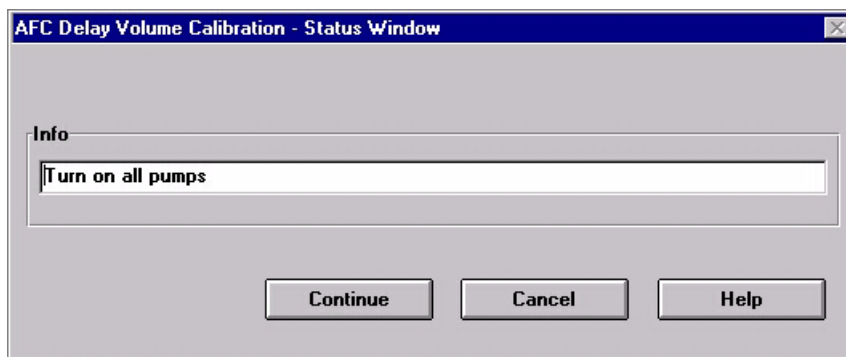 AFC Delay Volume Calibration - Status Window
Info
Turn on all pumps
Continue Cancel Help